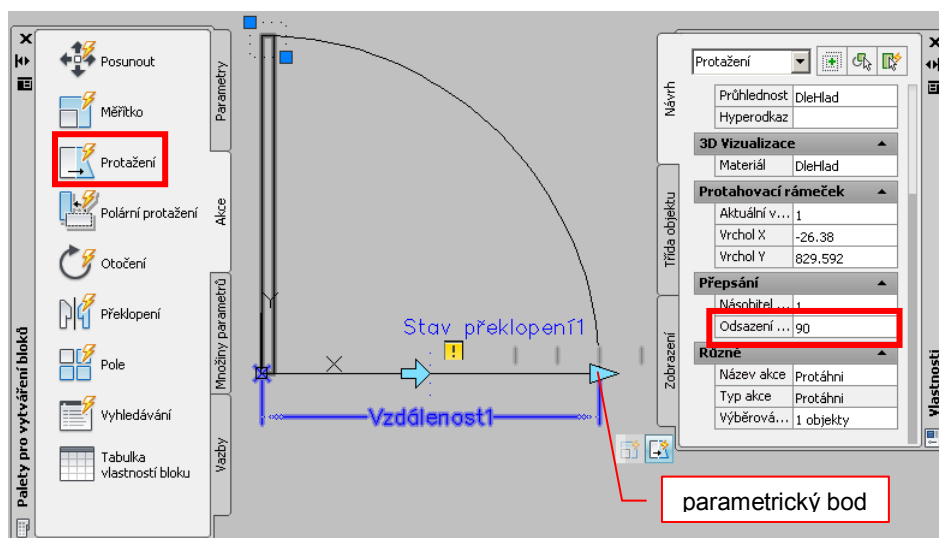 Posunout
Měřítko
Protažení
Polární protažení
Otočení
Překlopení
Pole
Vyhledávání
Tabulka
vlastností bloku
Palety pro vytváření bloků
Parametry
Akce
Množiny parametrů
Vazby
Y
X
Stav překlopení1
!
Vzdálenost1
parametrický bod
Návrh
Třída objektu
Zobrazení
Protažení
Průhlednost DleHlad
Hyperodkaz
3D Vizualizace
Materiál DleHlad
Protahovací rámeček
Aktuální v... 1
Vrchol X -26.38
Vrchol Y 829.592
Přepsání
Násobitel ... 1
Odsazení ... 90
Různé
Název akce Protáhni
Typ akce Protáhni
Výběrová... 1 objekty
Vlastnosti